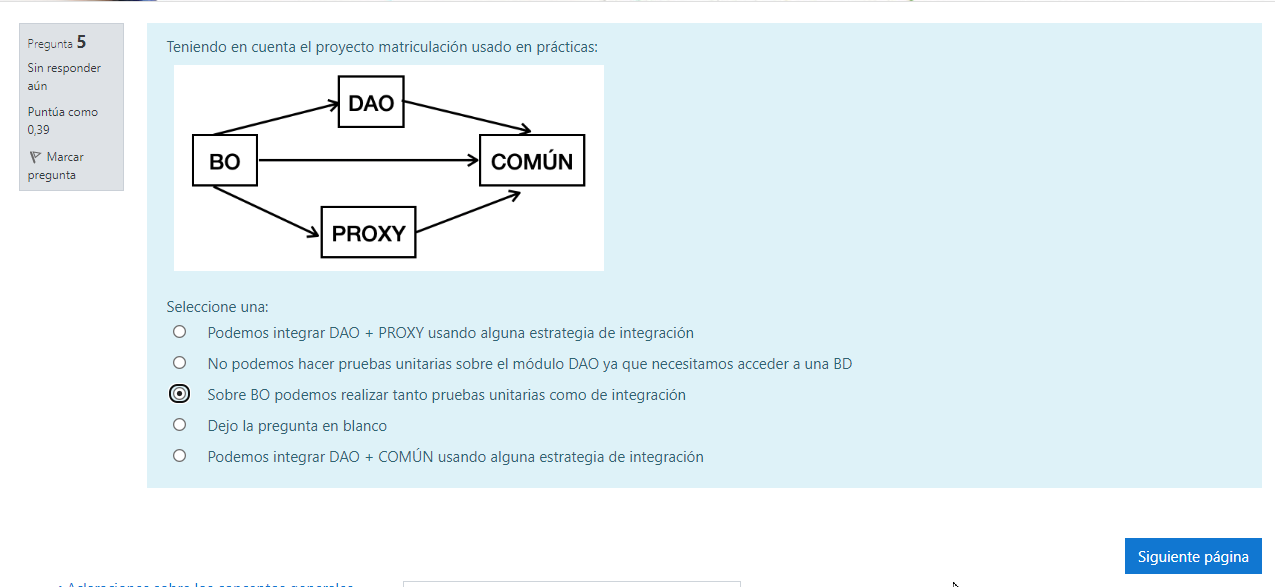 Pregunta 5
Sin responder
aún
Puntúa como
0,39
Marcar
pregunta
Teniendo en cuenta el proyecto matriculación usado en prácticas:
DAO
BO
COMÚN
PROXY
Seleccione una:
Podemos integrar DAO + PROXY usando alguna estrategia de integración
No podemos hacer pruebas unitarias sobre el módulo DAO ya que necesitamos acceder a una BD
Sobre BO podemos realizar tanto pruebas unitarias como de integración
Dejo la pregunta en blanco
Podemos integrar DAO + COMÚN usando alguna estrategia de integración
Siguiente página